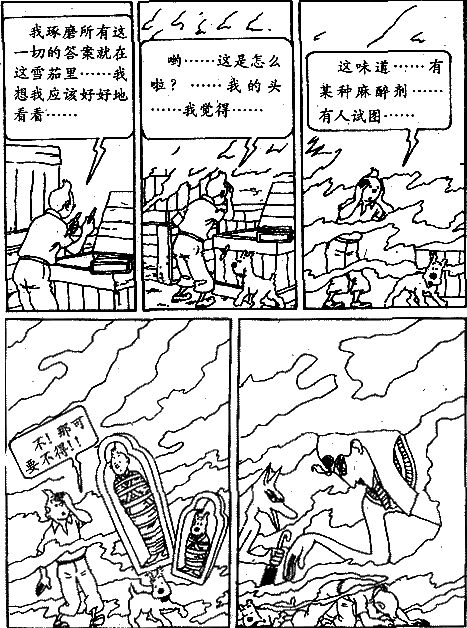 我琢磨所有这
一切的答案就在
这雪茄里……我
想我应该好好地
看看……
哟……这是怎么
啦？……我的头
……我觉得……
这味道……有
某种麻醉剂……
有人试图……
不！那可
要不得！！